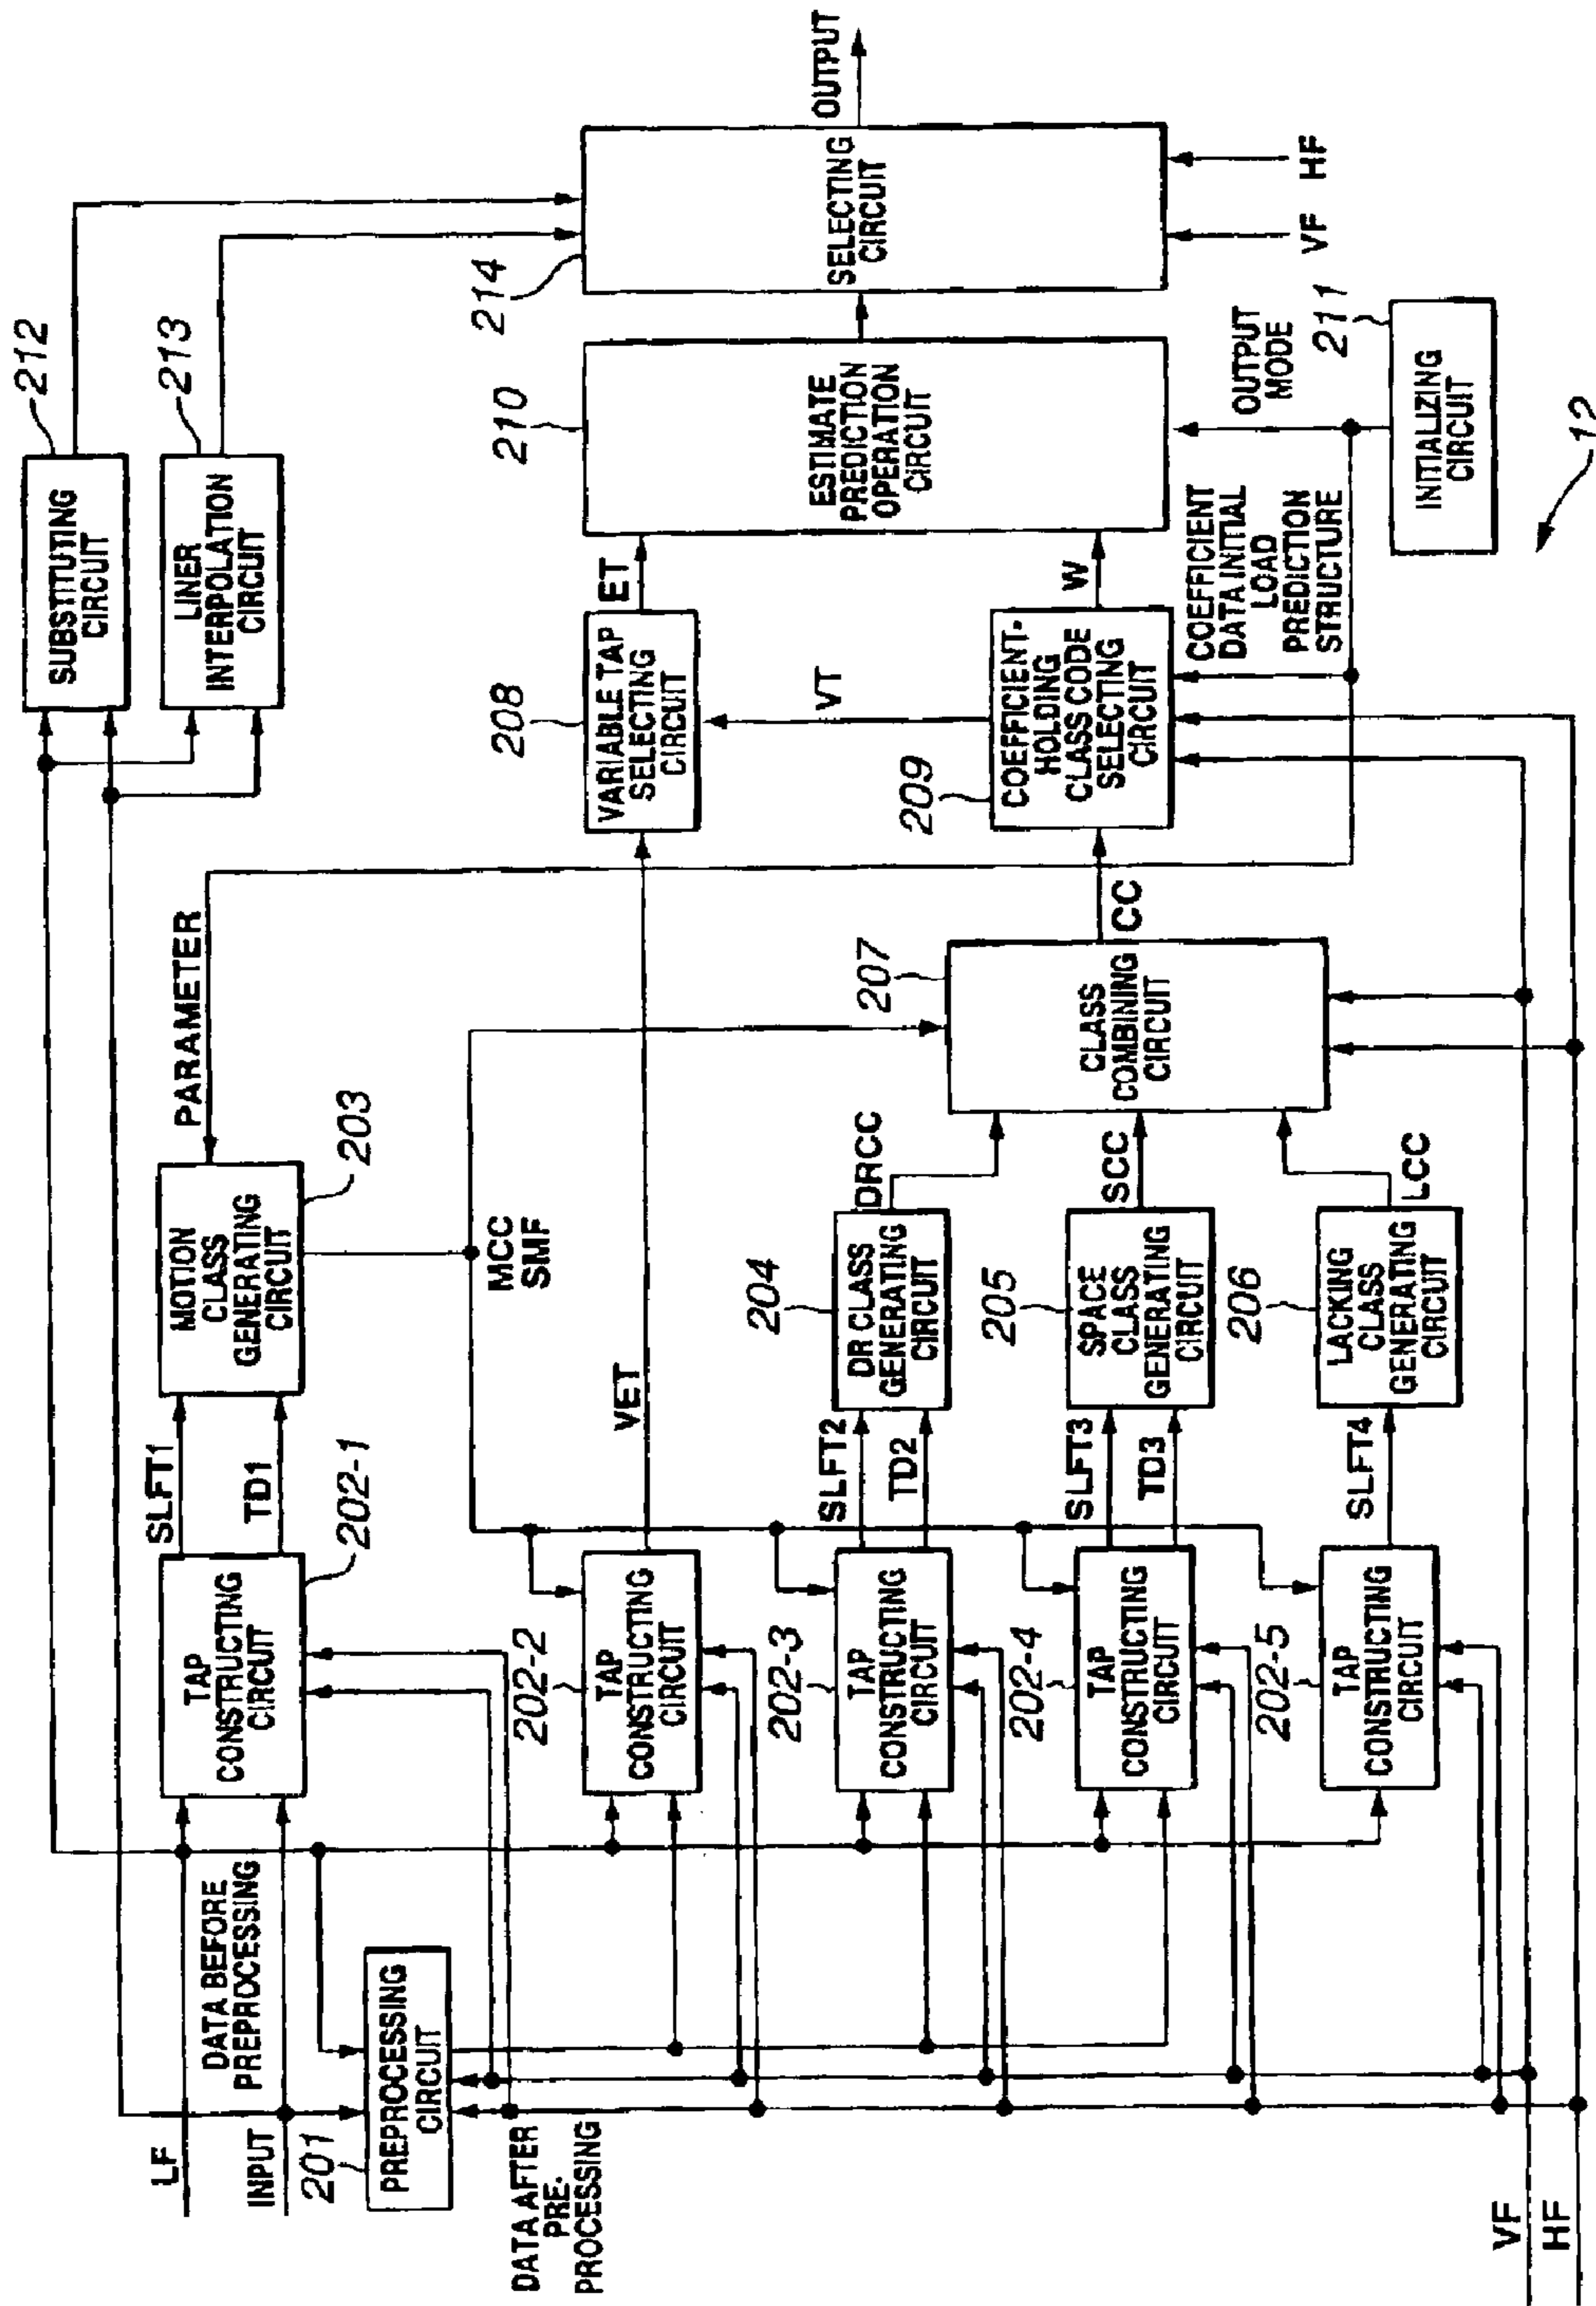 SUBSTITUTING
CIRCUIT
212
LINER
INTERPOLATION
CIRCUIT
213
PARAMETER
MOTION
CLASS
GENERATING
CIRCUIT
203
SLFT1
TD1
TAP
CONSTRUCTING
CIRCUIT
202-1
LF
DATA BEFORE
PREPROCESSING
INPUT
201
PREPROCESSING
CIRCUIT
DATA AFTER
PRE-
PROCESSING
MCC
SMF
202-2
TAP
CONSTRUCTING
CIRCUIT
VET
208
VARIABLE TAP
SELECTING
CIRCUIT
ET
210
ESTIMATE
PREDICTION
OPERATION
CIRCUIT
214
SELECTING
CIRCUIT
OUTPUT
VF
HF
202-3
TAP
CONSTRUCTING
CIRCUIT
SLFT2
TD2
204
DR CLASS
GENERATING
CIRCUIT
DRCC
207
CLASS
COMBINING
CIRCUIT
CC
VT
209
COEFFICIENT-
HOLDING
CLASS CODE
SELECTING
CIRCUIT
W
202-4
TAP
CONSTRUCTING
CIRCUIT
SLFT3
TD3
205
SPACE
CLASS
GENERATING
CIRCUIT
SCC
202-5
TAP
CONSTRUCTING
CIRCUIT
SLFT4
206
LACKING
CLASS
GENERATING
CIRCUIT
LCC
COEFFICIENT
DATA INITIAL
LOAD
PREDICTION
STRUCTURE
OUTPUT
MODE
211
INITIALIZING
CIRCUIT
VF
HF
12